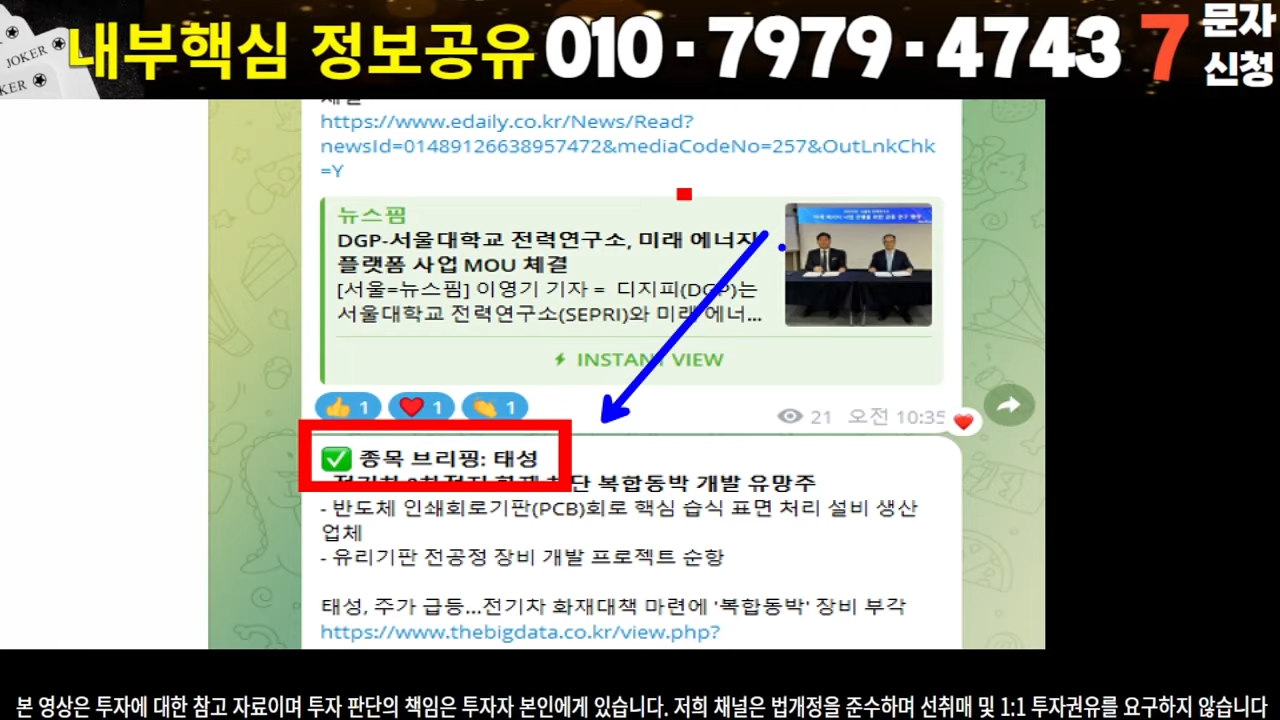 JOKER
KER
내부핵심 정보공유 010·7979·4743 7 문자
신청
https://www.edaily.co.kr/News/Read?
newsId=01489126638957472&mediaCodeNo=257&OutLnkChk
=Y
뉴스핌
DGP-서울대학교 전력연구소, 미래 에너지
플랫폼 사업 MOU 체결
[서울=뉴스핌] 이영기 기자 = 디지피(DGP)는
서울대학교 전력연구소(SEPRI)와 미래 에너...
INSTANT VIEW
👍 1 ❤️ 1 👏 1
21 오전 10:35
✅ 종목 브리핑: 태성
복합동박 개발 유망주
- 반도체 인쇄회로기판(PCB)회로 핵심 습식 표면 처리 설비 생산
업체
- 유리기판 전공정 장비 개발 프로젝트 순항
태성, 주가 급등...전기차 화재대책 마련에 '복합동박' 장비 부각
https://www.thebigdata.co.kr/view.php?
본 영상은 투자에 대한 참고 자료이며 투자 판단의 책임은 투자자 본인에게 있습니다. 저희 채널은 법개정을 준수하며 선취매 및 1:1 투자권유를 요구하지 않습니다